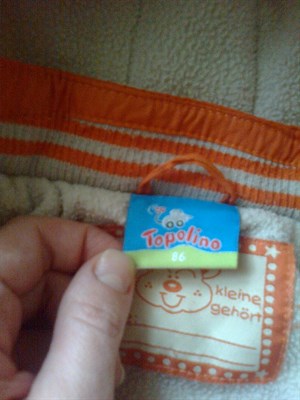 Topolino
86
kleine
gehört